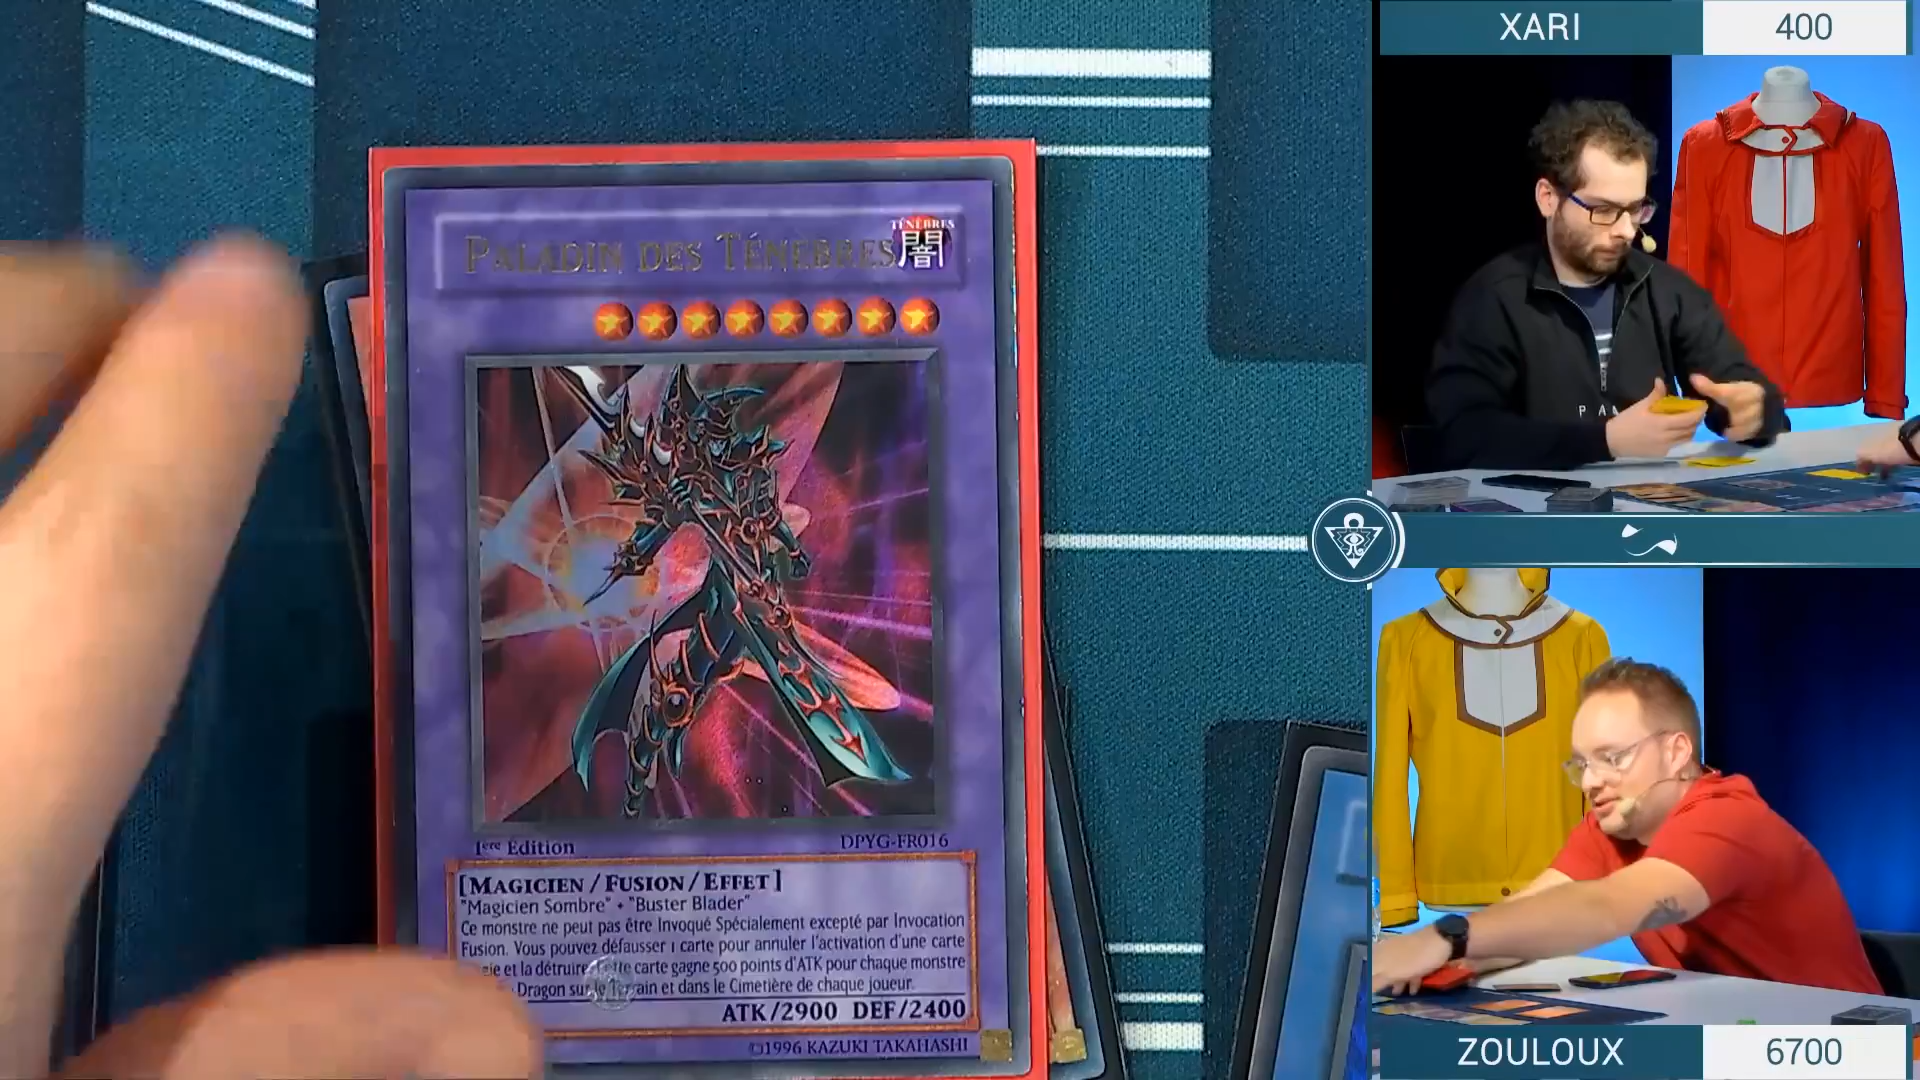 XARI
400
TÉNÈBRES
PALADIN DES TÉNÈBRES
闇
1ère Édition
DPYG-FR016
[MAGICIEN/FUSION/EFFET]
"Magicien Sombre" + "Buster Blader"
Ce monstre ne peut pas être Invoqué Spécialement excepté par Invocation
Fusion. Vous pouvez défausser 1 carte pour annuler l'activation d'une carte
et la détruire carte gagne 500 points d'ATK pour chaque monstre
Dragon sur le Terrain et dans le Cimetière de chaque joueur.
ATK/2900 DEF/2400
©1996 KAZUKI TAKAHASHI
P A
ZOULOUX
6700